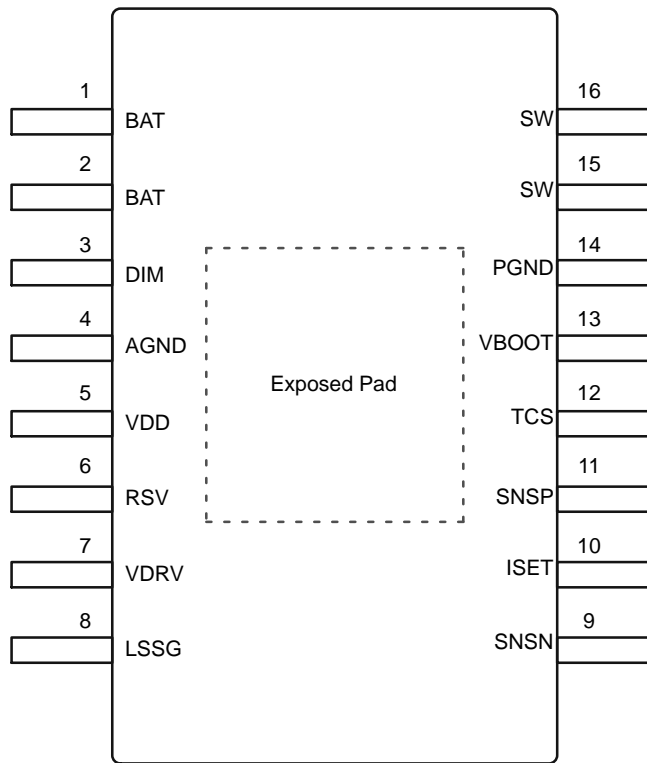 1
BAT
16
SW
2
BAT
15
SW
3
DIM
14
PGND
4
AGND
13
VBOOT
5
VDD
12
TCS
6
RSV
11
SNSP
7
VDRV
10
ISET
8
LSSG
9
SNSN
Exposed Pad